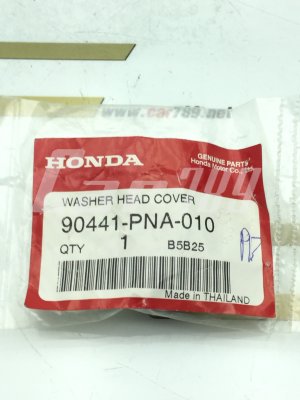 www.car789.net
GENUINE PARTS
Honda Motor Co.,
HONDA
WASHER HEAD COVER
90441-PNA-010
QTY 1 B5B25
Made in THAILAND